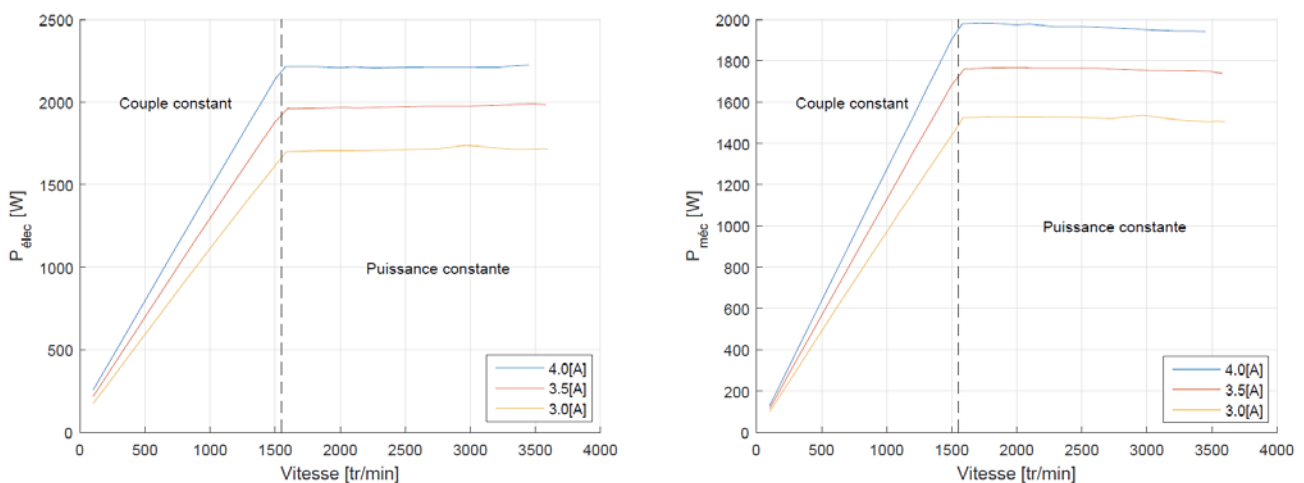 2500
2000
1500
1000
500
0
P élec [W]
Couple constant
Puissance constante
4.0[A]
3.5[A]
3.0[A]
0 500 1000 1500 2000 2500 3000 3500 4000
Vitesse [tr/min]
2000
1800
1600
1400
1200
1000
800
600
400
200
0
P méc [W]
Couple constant
Puissance constante
4.0[A]
3.5[A]
3.0[A]
0 500 1000 1500 2000 2500 3000 3500 4000
Vitesse [tr/min]